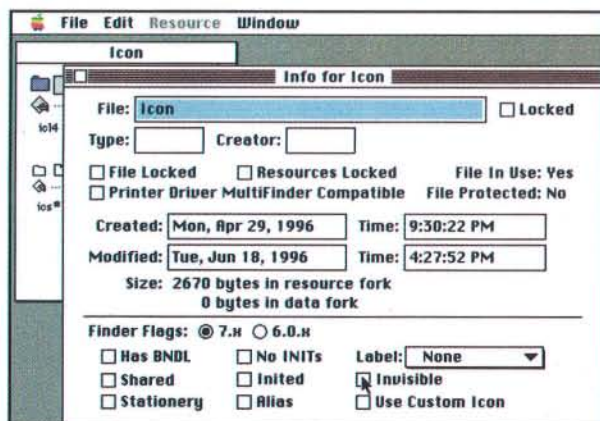 File Edit Resource Window
Icon
Info for Icon
File: Icon
Locked
Type: Creator:
File Locked Resources Locked File In Use: Yes
Printer Driver MultiFinder Compatible File Protected: No
Created: Mon, Apr 29, 1996 Time: 9:30:22 PM
Modified: Tue, Jun 18, 1996 Time: 4:27:52 PM
Size: 2670 bytes in resource fork
0 bytes in data fork
Finder Flags: 7.x 6.0.x
Has BNDL No INITs Label: None
Shared Inited Invisible
Stationery Alias Use Custom Icon